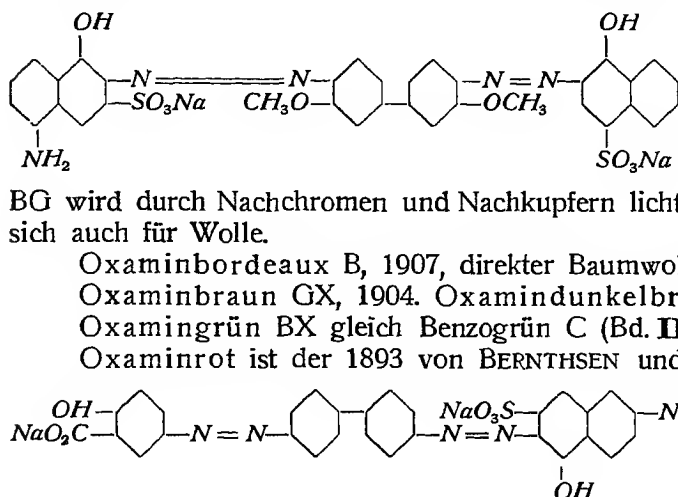 OH OH
N N N=N
SO₃Na CH₃O OCH₃
NH₂ SO₃Na
BG wird durch Nachchromen und Nachkupfern licht
sich auch für Wolle.
Oxaminbordeaux B, 1907, direkter Baumwo
Oxaminbraun GX, 1904. Oxamindunkelbr
Oxamingrün BX gleich Benzogrün C (Bd. II
Oxaminrot ist der 1893 von BERNTHSEN und
OH NaO₃S N
NaO₂C N=N N=N
OH